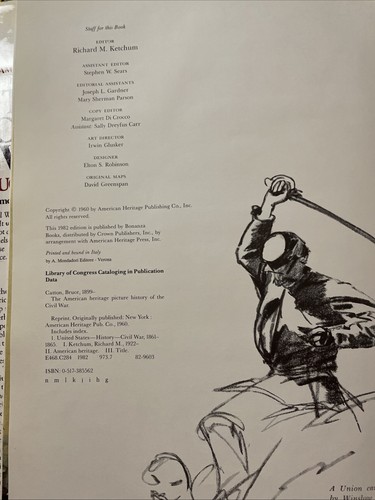 Staff for this Book
EDITOR
Richard M. Ketchum
ASSISTANT EDITOR
Stephen W. Sears
EDITORIAL ASSISTANTS
Joseph L. Gardner
Mary Sherman Parsons
COPY EDITOR
Margaret Di Crocco
Assistant: Sally Dreyfus Carr
ART DIRECTOR
Irwin Glusker
DESIGNER
Elton S. Robinson
ORIGINAL MAPS
David Greenspan
Copyright © 1960 by American Heritage Publishing Co., Inc.
All rights reserved.
This 1982 edition is published by Bonanza
Books, distributed by Crown Publishers, Inc., by
arrangement with American Heritage Press, Inc.
Printed and bound in Italy
by A. Mondadori Editore - Verona
Library of Congress Cataloging in Publication
Data
Catton, Bruce, 1899-
The American heritage picture history of the
Civil War.
Reprint. Originally published: New York :
American Heritage Pub. Co., 1960.
Includes index.
1. United States—History—Civil War, 1861-
1865. I. Ketchum, Richard M., 1922-
II. American heritage. III. Title.
E468.C284 1982 973.7 82-9603
ISBN: 0-517-385562
n m l k j i h g
A Union
by Winslow